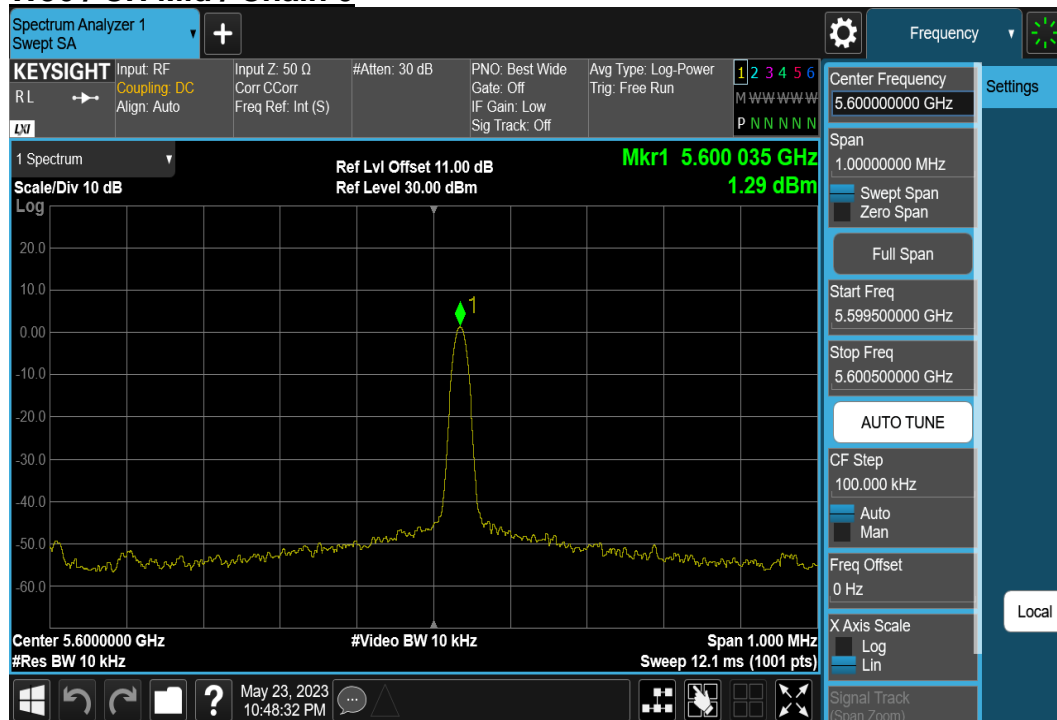 Spectrum Analyzer 1
Swept SA
+
Frequency
KEYSIGHT
RL
LXI
Input: RF
Coupling: DC
Align: Auto
Input Z: 50 Ω
Corr CCorr
Freq Ref: Int (S)
#Atten: 30 dB
PNO: Best Wide
Gate: Off
IF Gain: Low
Sig Track: Off
Avg Type: Log-Power
Trig: Free Run
1 2 3 4 5 6
M W W W W W
P N N N N N
1 Spectrum
Scale/Div 10 dB
Log
Ref Lvl Offset 11.00 dB
Ref Level 30.00 dBm
Mkr1 5.600 035 GHz
1.29 dBm
20.0
10.0
0.00
-10.0
-20.0
-30.0
-40.0
-50.0
-60.0
1
Center 5.6000000 GHz
#Res BW 10 kHz
#Video BW 10 kHz
Span 1.000 MHz
Sweep 12.1 ms (1001 pts)
?
May 23, 2023
10:48:32 PM
Center Frequency
5.600000000 GHz
Span
1.00000000 MHz
Swept Span
Zero Span
Full Span
Start Freq
5.599500000 GHz
Stop Freq
5.600500000 GHz
AUTO TUNE
CF Step
100.000 kHz
Auto
Man
Freq Offset
0 Hz
X Axis Scale
Log
Lin
Signal Track
(Span Zoom)
Settings
Local